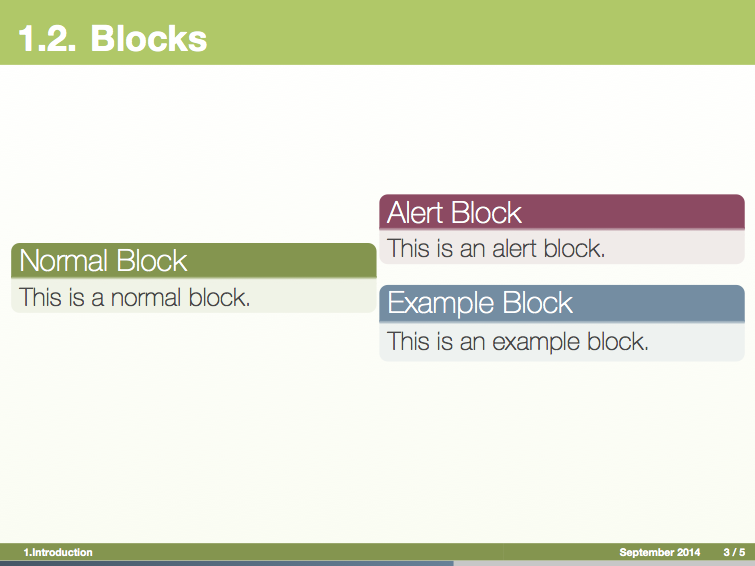 1.2. Blocks
Normal Block
This is a normal block.
Alert Block
This is an alert block.
Example Block
This is an example block.
1.Introduction
September 2014 3 / 5